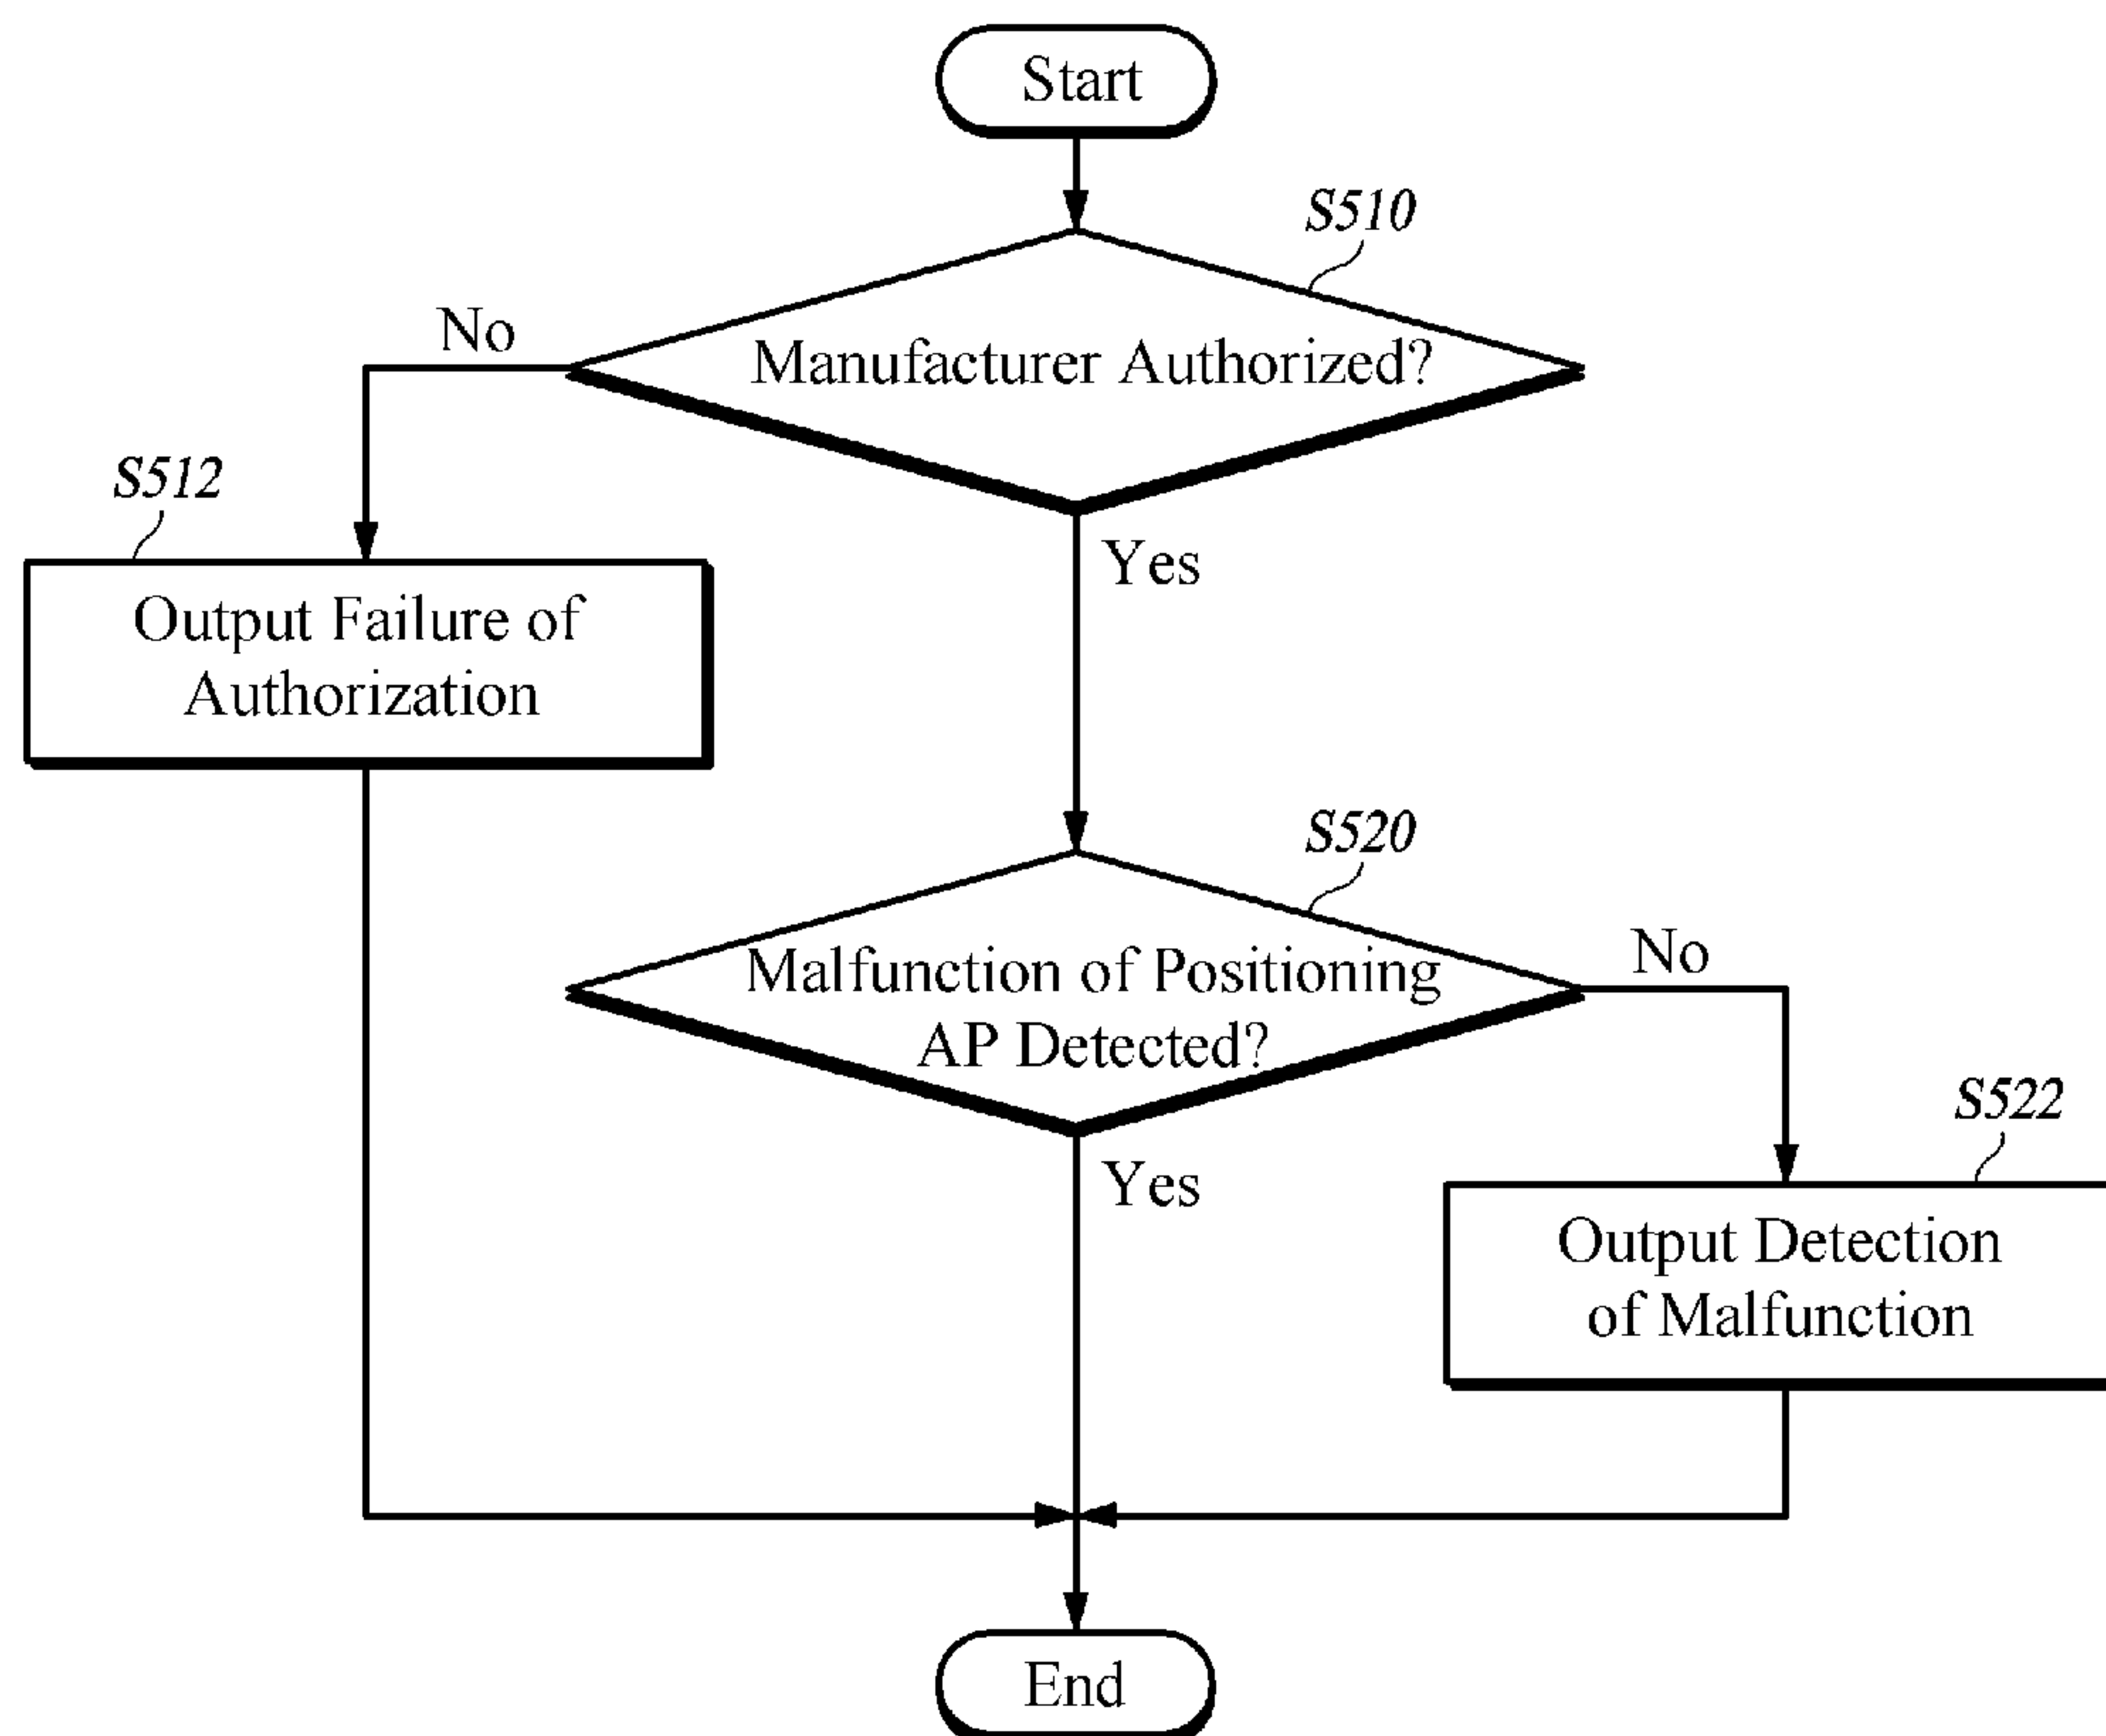 Start
S510
No
Manufacturer Authorized?
S512
Yes
Output Failure of
Authorization
S520
No
Malfunction of Positioning
AP Detected?
S522
Yes
Output Detection
of Malfunction
End